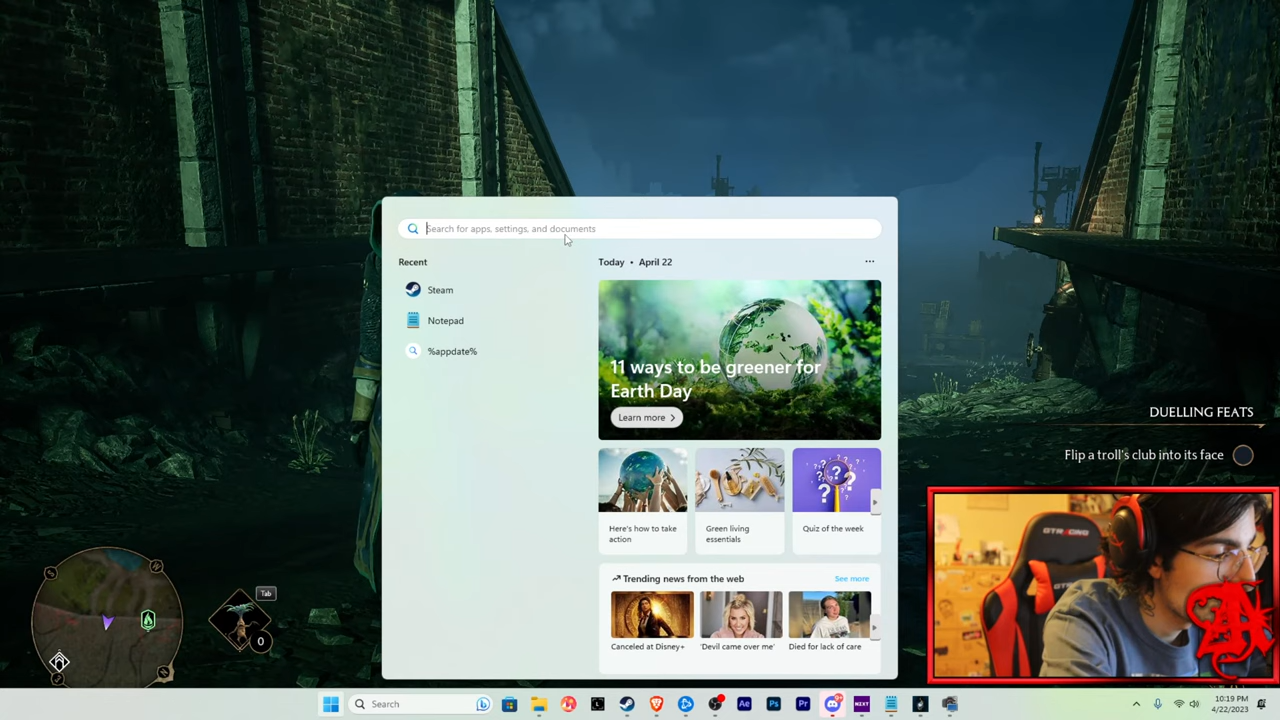 Search for apps, settings, and documents
Recent
Steam
Notepad
%appdate%
Today • April 22
11 ways to be greener for
Earth Day
Learn more
Here's how to take
action
Green living
essentials
Quiz of the week
Trending news from the web
See more
Canceled at Disney+
'Devil came over me'
Died for lack of care
DUELLING FEATS
Flip a troll's club into its face
Tab
0
Search
Ae
Ps
Pr
10:19 PM
4/22/2023